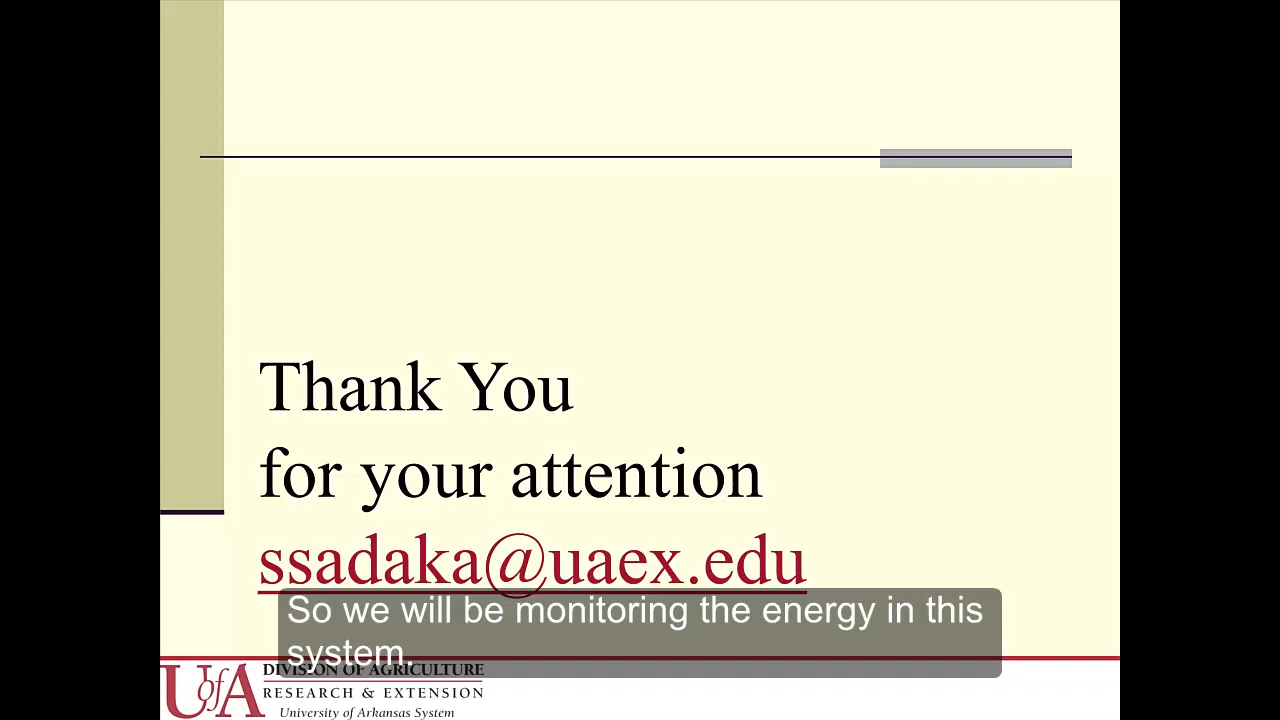 Thank You
for your attention
ssadaka@uaex.edu
So we will be monitoring the energy in this
system.
UofA
DIVISION OF AGRICULTURE
RESEARCH & EXTENSION
University of Arkansas System